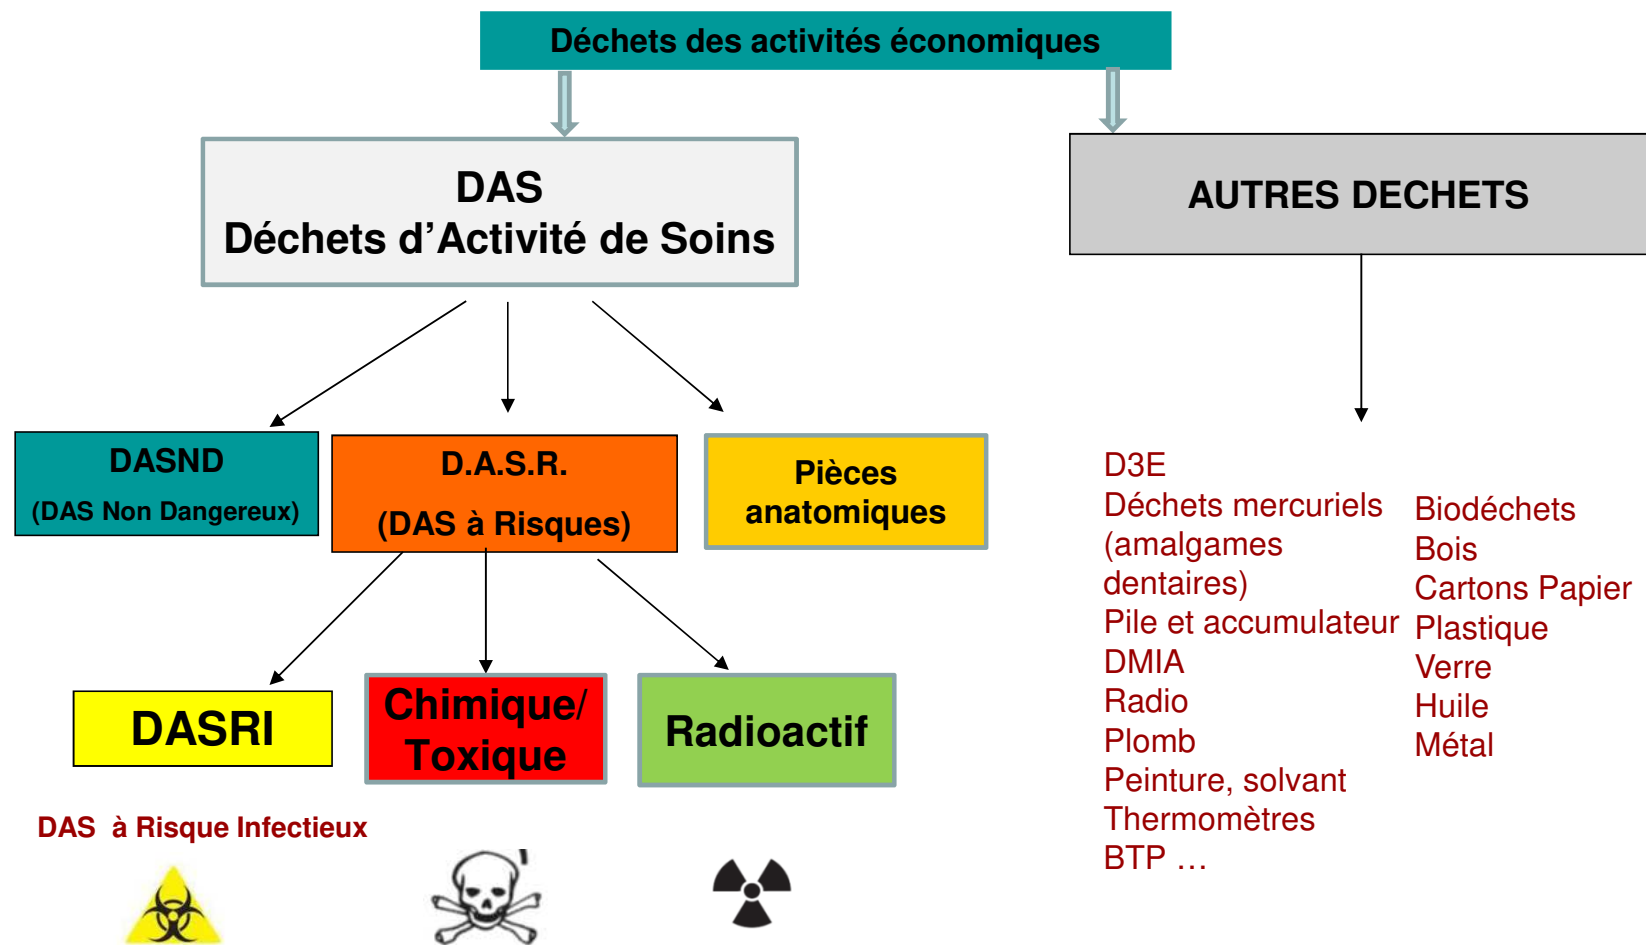 Déchets des activités économiques
DAS
Déchets d’Activité de Soins
AUTRES DECHETS
DASND
(DAS Non Dangereux)
D.A.S.R.
(DAS à Risques)
Pièces
anatomiques
DASRI
Chimique/
Toxique
Radioactif
DAS à Risque Infectieux
D3E
Déchets mercuriels
(amalgames
dentaires)
Pile et accumulateur
DMIA
Radio
Plomb
Peinture, solvant
Thermomètres
BTP …
Biodéchets
Bois
Cartons Papier
Plastique
Verre
Huile
Métal